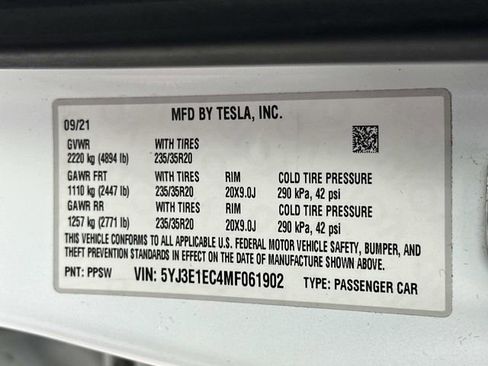 MFD BY TESLA, INC.
09/21
GVWR WITH TIRES
2220 kg (4894 lb) 235/35R20
GAWR FRT WITH TIRES RIM COLD TIRE PRESSURE
1110 kg (2447 lb) 235/35R20 20X9.0J 290 kPa, 42 psi
GAWR RR WITH TIRES RIM COLD TIRE PRESSURE
1257 kg (2771 lb) 235/35R20 20X9.0J 290 kPa, 42 psi
THIS VEHICLE CONFORMS TO ALL APPLICABLE U.S. FEDERAL MOTOR VEHICLE SAFETY, BUMPER, AND
THEFT PREVENTION STANDARDS IN EFFECT ON THE DATE OF MANUFACTURE SHOWN ABOVE.
PNT: PPSW VIN: 5YJ3E1EC4MF061902 TYPE: PASSENGER CAR